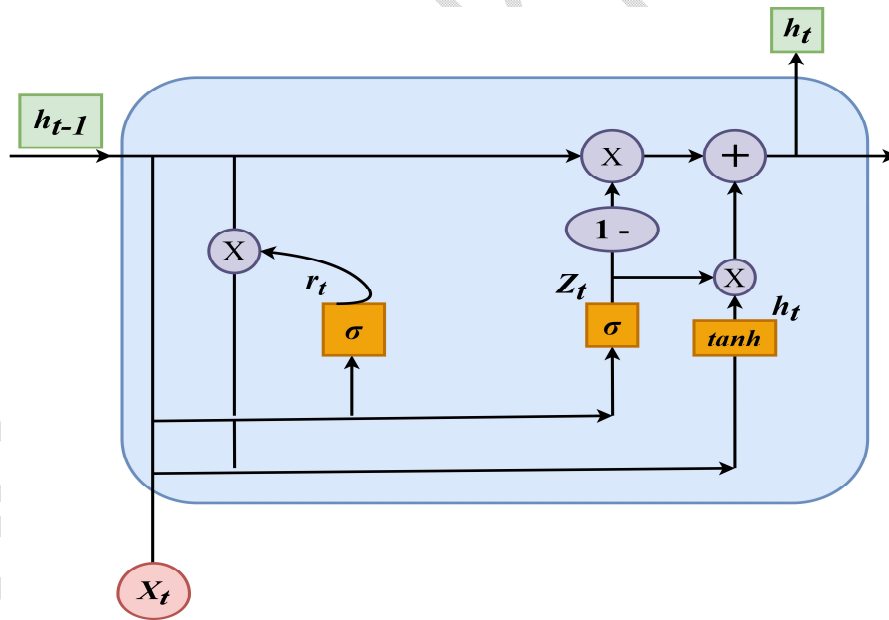 h_t
h_{t-1}
X
+
1 -
X
r_t
Z_t
X
h_t
σ
σ
tanh
X_t